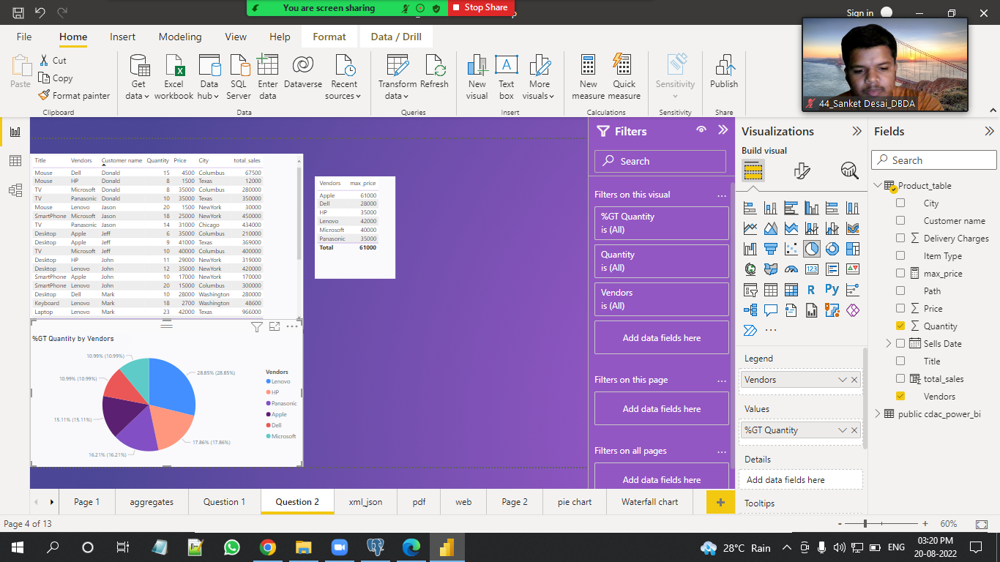 You are screen sharing
Stop Share
p
Sign in
File
Home
Insert
Modeling
View
Help
Format
Data / Drill
Paste
Cut
Copy
Format painter
Clipboard
Get data
Excel workbook
Data hub
SQL Server
Enter data
Dataverse
Recent sources
Data
Transform data
Refresh
Queries
New visual
Text box
More visuals
Insert
New measure
Quick measure
Calculations
Sensitivity
Sensitivity
Publish
Share
44_Sanket Desai_DBDA
Title Vendors Customer name Quantity Price City total_sales
Mouse Dell Donald 15 4500 Columbus 67500
Mouse HP Donald 8 1500 Texas 12000
TV Microsoft Donald 8 35000 Columbus 280000
TV Panasonic Donald 10 35000 Texas 350000
Mouse Lenovo Jason 20 1500 NewYork 30000
SmartPhone Microsoft Jason 18 25000 NewYork 450000
TV Panasonic Jason 14 31000 Chicago 434000
Desktop Apple Jeff 6 35000 Columbus 210000
Desktop Apple Jeff 9 41000 Texas 369000
TV Microsoft Jeff 10 40000 Columbus 400000
Desktop HP John 11 29000 NewYork 319000
Desktop Lenovo John 12 35000 NewYork 420000
SmartPhone Apple John 10 17000 NewYork 170000
SmartPhone Lenovo John 20 15000 Columbus 300000
Desktop Dell Mark 10 28000 Washington 280000
Keyboard Lenovo Mark 18 2700 Washington 48600
Laptop Lenovo Mark 23 42000 Texas 966000
Vendors max_price
Apple 61000
Dell 28000
HP 35000
Lenovo 42000
Microsoft 40000
Panasonic 35000
Total 61000
%GT Quantity by Vendors
10.99% (10.99%)
28.85% (28.85%)
10.99% (10.99%)
15.11% (15.11%)
17.86% (17.86%)
16.21% (16.21%)
Vendors
Lenovo
HP
Panasonic
Apple
Dell
Microsoft
Filters
Search
Filters on this visual
%GT Quantity
is (All)
Quantity
is (All)
Vendors
is (All)
Add data fields here
Filters on this page
Add data fields here
Filters on all pages
Add data fields here
Visualizations
Build visual
123
R
Py
Legend
Vendors
Values
%GT Quantity
Details
Add data fields here
Tooltips
Fields
Search
Product_table
City
Customer name
Delivery Charges
Item Type
max_price
Path
Price
Quantity
Sells Date
Title
total_sales
Vendors
public cdac_power_bi
Page 1
aggregates
Question 1
Question 2
xml_json
pdf
web
Page 2
pie chart
Waterfall chart
Page 4 of 13
60%
28°C Rain
ENG
03:20 PM
20-08-2022